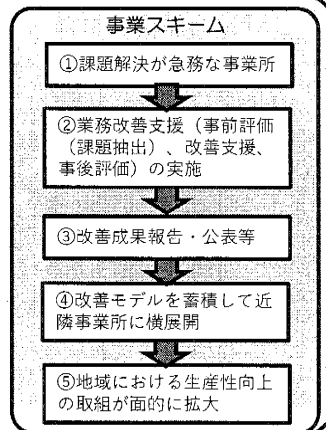 事業スキーム
①課題解決が急務な事業所
②業務改善支援（事前評価
（課題抽出）、改善支援、
事後評価）の実施
③改善成果報告・公表等
④改善モデルを蓄積して近
隣事業所に横展開
⑤地域における生産性向上
の取組が面的に拡大